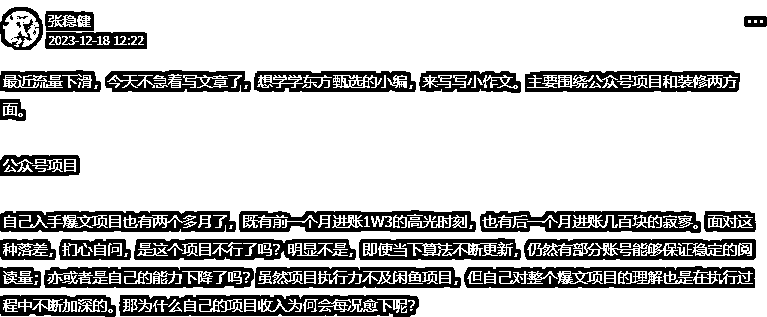 张稳健
2023-12-18 12:22
最近流量下滑，今天不急着写文章了，想学学东方甄选的小编，来写写小作文。主要围绕公众号项目和装修两方
面。
公众号项目
自己入手爆文项目也有两个多月了，既有前一个月进账1W3的高光时刻，也有后一个月进账几百块的寂寥。面对这
种落差，扪心自问，是这个项目不行了吗？明显不是，即使当下算法不断更新，仍然有部分账号能够保证稳定的阅
读量；亦或者是自己的能力下降了吗？虽然项目执行力不及闲鱼项目，但自己对整个爆文项目的理解也是在执行过
程中不断加深的。那为什么自己的项目收入为何会每况愈下呢？